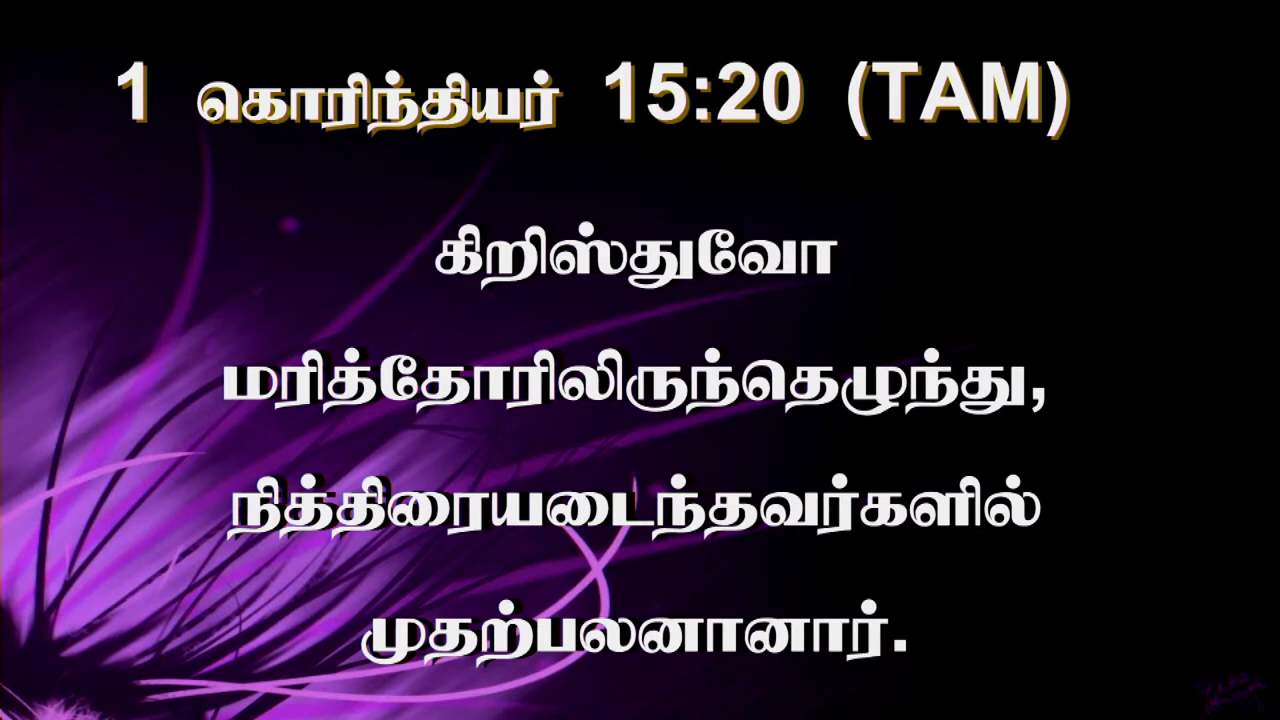 1 கொரிந்தியர் 15:20 (TAM)
கிறிஸ்துவோ
மரித்தோரிலிருந்தெழுந்து,
நித்திரையடைந்தவர்களில்
முதற்பலனானார்.